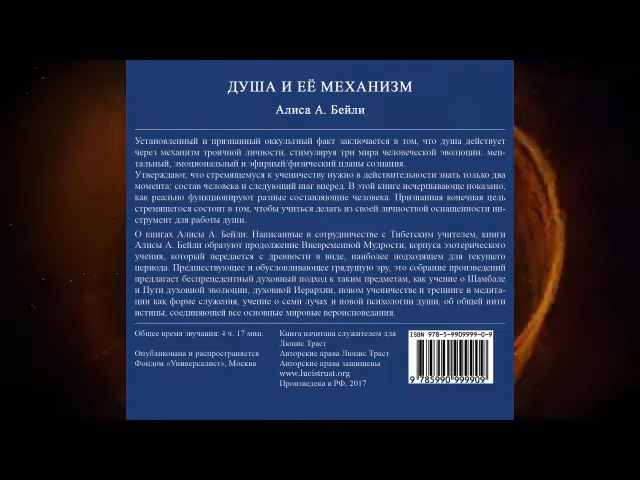 ДУША И ЕЁ МЕХАНИЗМ
Алиса А. Бейли
Установленный и признанный оккультный факт заключается в том, что душа действует
через механизм троичной личности, стимулируя три мира человеческой эволюции: мен-
тальный, эмоциональный и эфирный/физический планы сознания.
Утверждают, что стремящемуся к ученичеству нужно в действительности знать только два
момента: состав человека и следующий шаг вперед. В этой книге исчерпывающе показано,
как реально функционируют разные составляющие человека. Признанная конечная цель
стремящегося состоит в том, чтобы учиться делать из своей личностной оснащенности ин-
струмент для работы души.
О книгах Алисы А. Бейли: Написанные в сотрудничестве с Тибетским учителем, книги
Алисы А. Бейли образуют продолжение Вневременной Мудрости, корпуса эзотерического
учения, который передается с древности в виде, наиболее подходящем для текущего
периода. Предшествующее и обусловливающее грядущую эру, это собрание произведений
предлагает беспрецедентный духовный подход к таким предметам, как учение о Шамбале
и Пути духовной эволюции, духовной Иерархии, новом ученичестве и тренинге в медита-
ции как форме служения, учение о семи лучах и новой психологии души, об общей нити
истины, соединяющей все основные мировые вероисповедания.
Общее время звучания: 4 ч. 17 мин.
Опубликована и распространяется
Фондом «Универсалист», Москва
Книга начитана служителем для
Люцис Траст
Авторские права Люцис Траст
Авторские права защищены
www.lucistrust.org
Произведена в РФ, 2017
ISBN 978-5-9909999-0-9
9 785990 999909